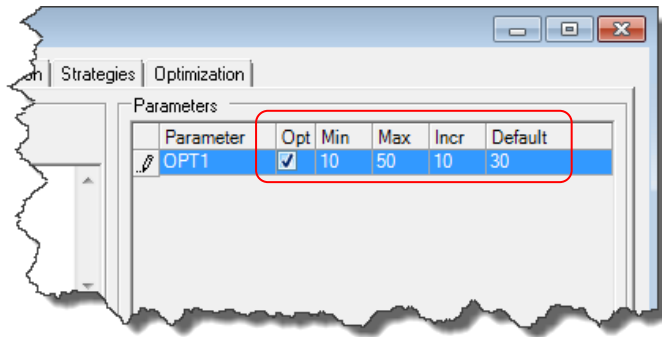 Strategies Optimization
Parameters
Parameter Opt Min Max Incr Default
OPT1 10 50 10 30